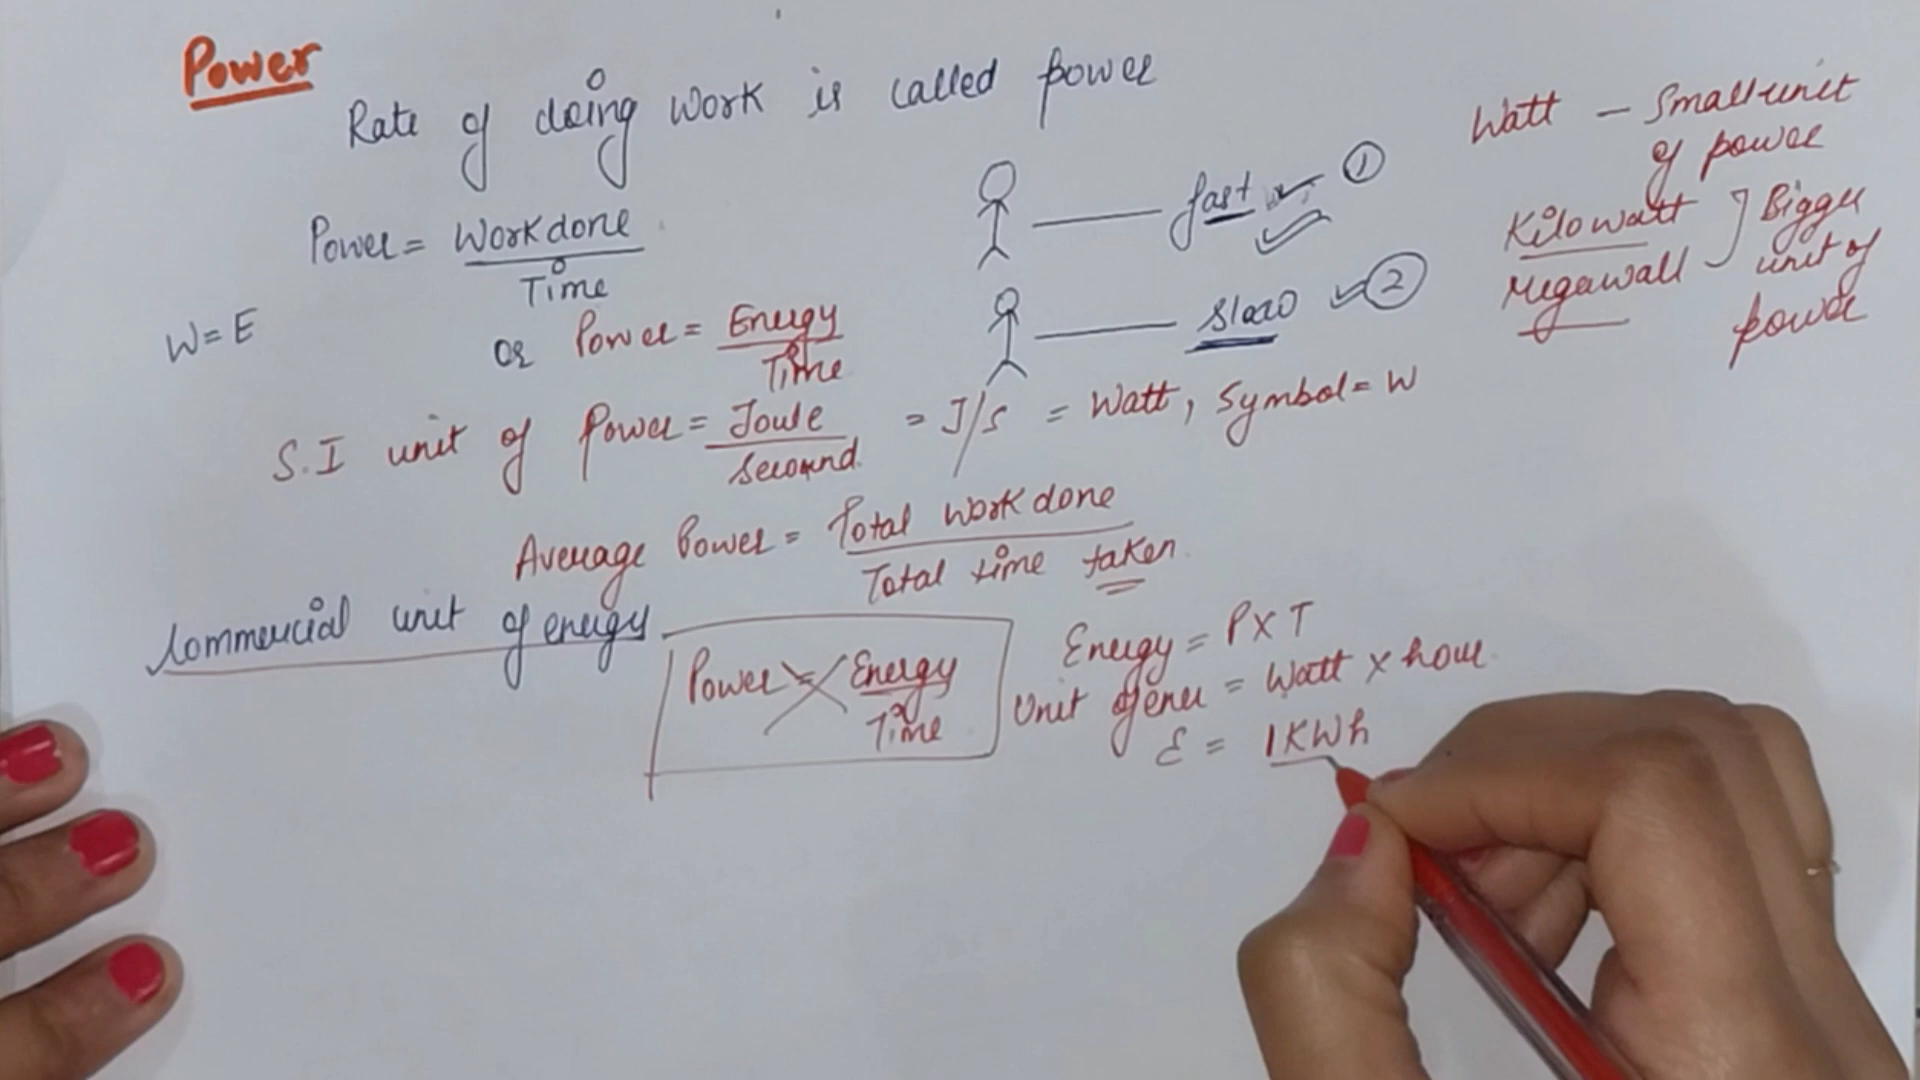 Power
Rate of doing work is called power
Power = Workdone
Time
W = E
or Power = Energy
Time
S.I unit of Power = Joule
Second
= J/s = Watt, Symbol = W
Average Power = Total work done
Total time taken
fast ①
slow ②
Watt - Small unit
of power
Kilowatt
Megawatt
Bigger
unit of
power
Commercial unit of energy
Power = Energy
Time
Energy = P X T
Unit of ener = Watt x hour
E = 1KWh